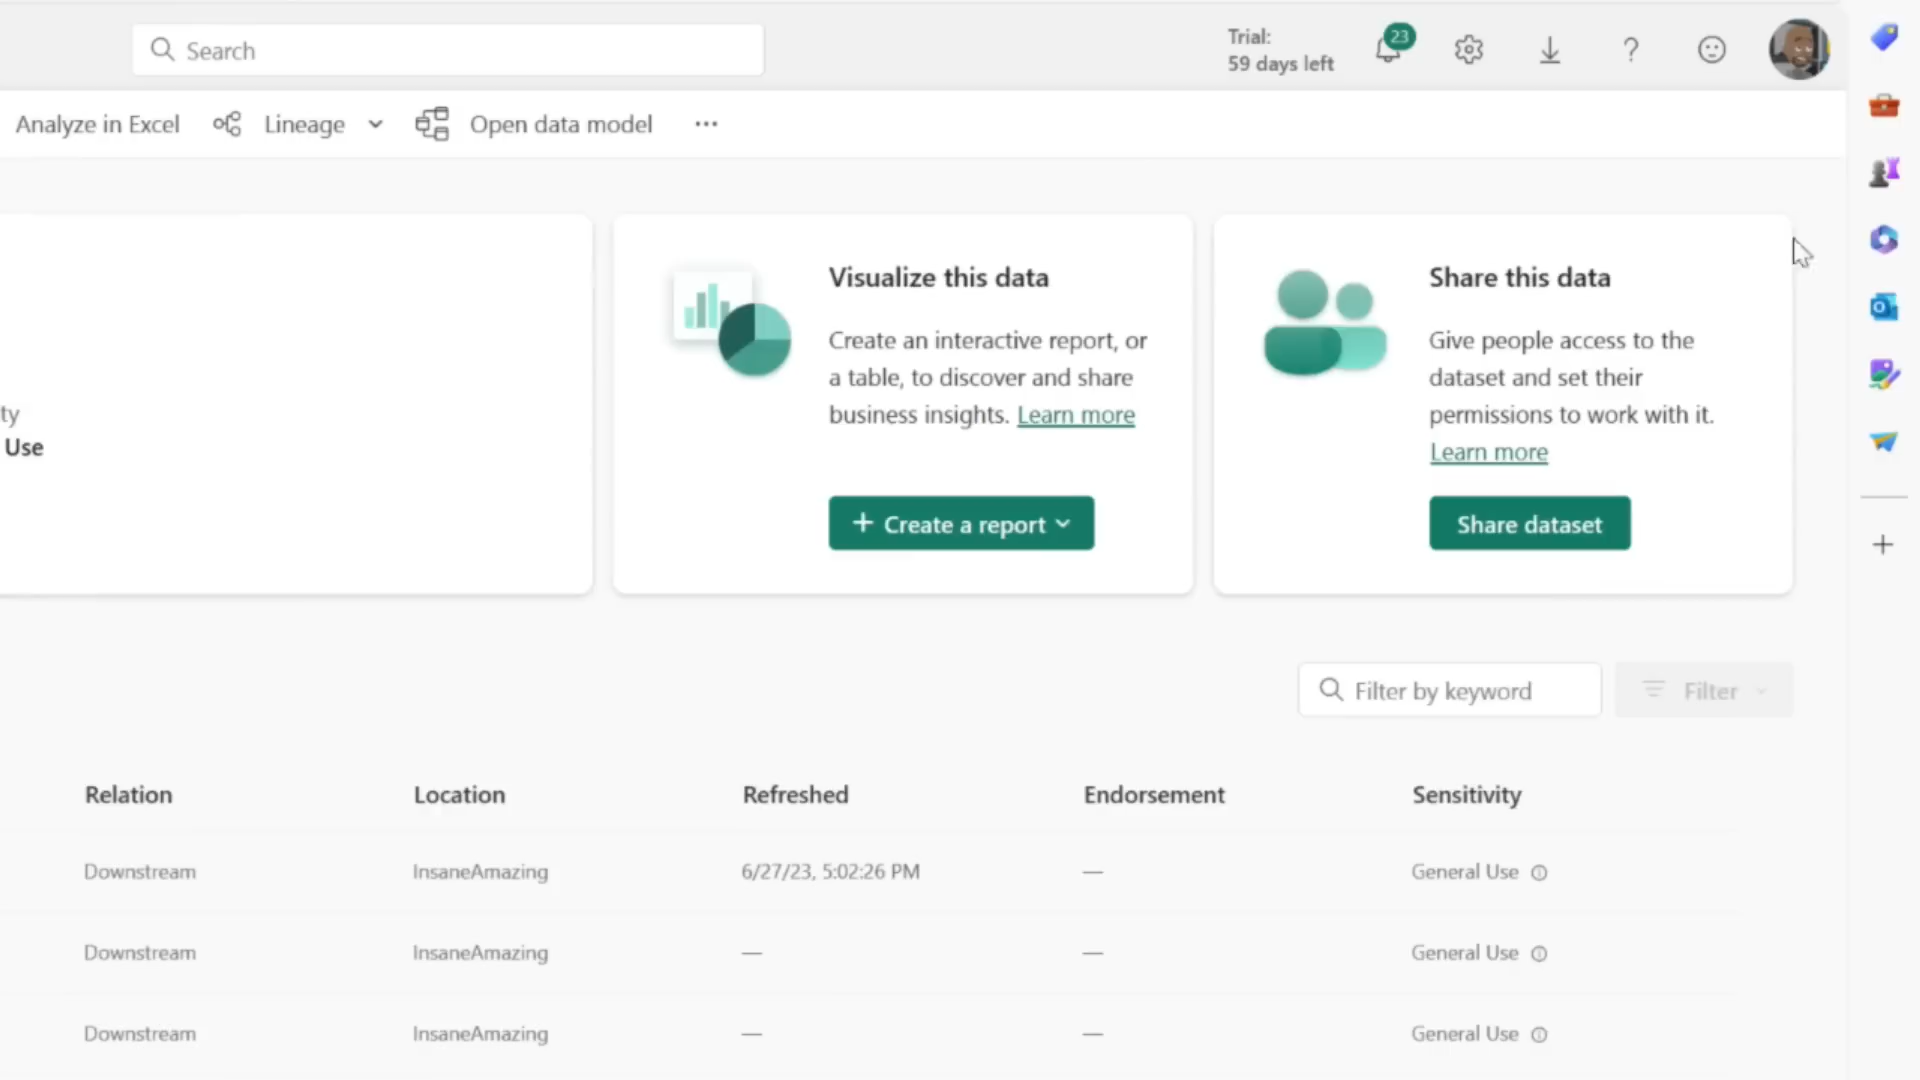 Search
Trial:
59 days left
23
Analyze in Excel
Lineage
Open data model
ty
Use
Visualize this data
Create an interactive report, or
a table, to discover and share
business insights. Learn more
+ Create a report
Share this data
Give people access to the
dataset and set their
permissions to work with it.
Learn more
Share dataset
Filter by keyword
Filter
Relation Location Refreshed Endorsement Sensitivity
Downstream InsaneAmazing 6/27/23, 5:02:26 PM — General Use
Downstream InsaneAmazing — — General Use
Downstream InsaneAmazing — — General Use